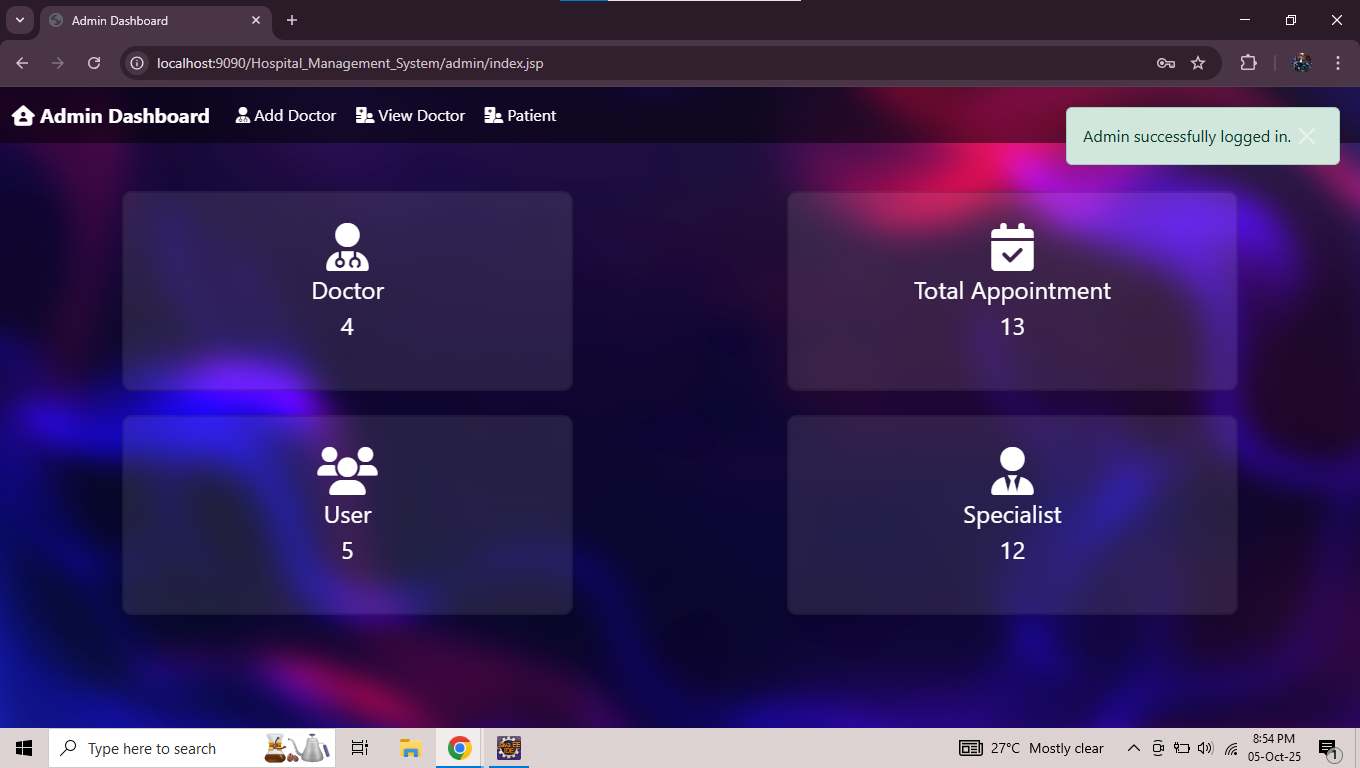 Admin Dashboard
localhost:9090/Hospital_Management_System/admin/index.jsp
Admin Dashboard Add Doctor View Doctor Patient
Admin successfully logged in.
Doctor
4
Total Appointment
13
User
5
Specialist
12
Type here to search
27°C Mostly clear
8:54 PM
05-Oct-25
1